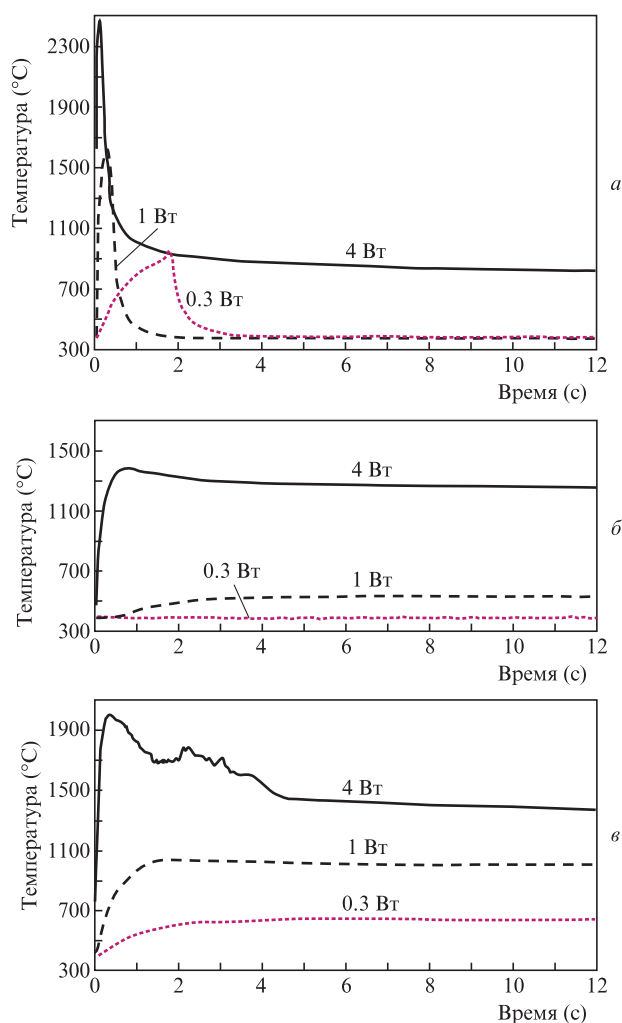 Температура (°C)
2300
1900
1500
1100
700
300
1 Вт
4 Вт
0.3 Вт
а
0 2 4 6 8 10 12
Время (с)
Температура (°C)
1500
1100
700
300
4 Вт
0.3 Вт
1 Вт
б
0 2 4 6 8 10 12
Время (с)
Температура (°C)
1900
1500
1100
700
300
4 Вт
1 Вт
0.3 Вт
в
0 2 4 6 8 10 12
Время (с)